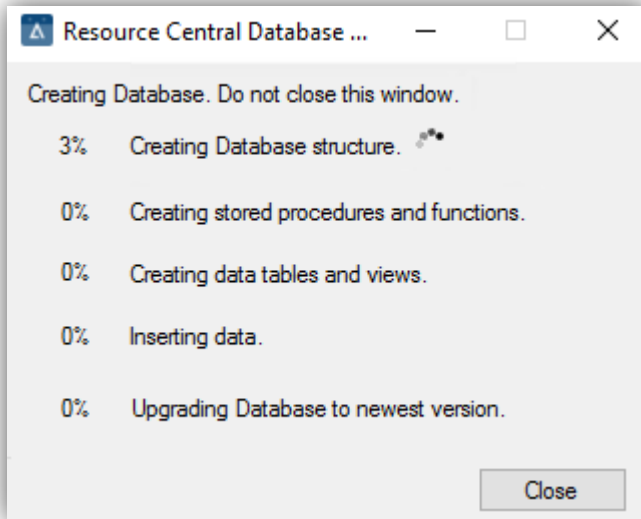 Resource Central Database ...
Creating Database. Do not close this window.
3% Creating Database structure.
0% Creating stored procedures and functions.
0% Creating data tables and views.
0% Inserting data.
0% Upgrading Database to newest version.
Close